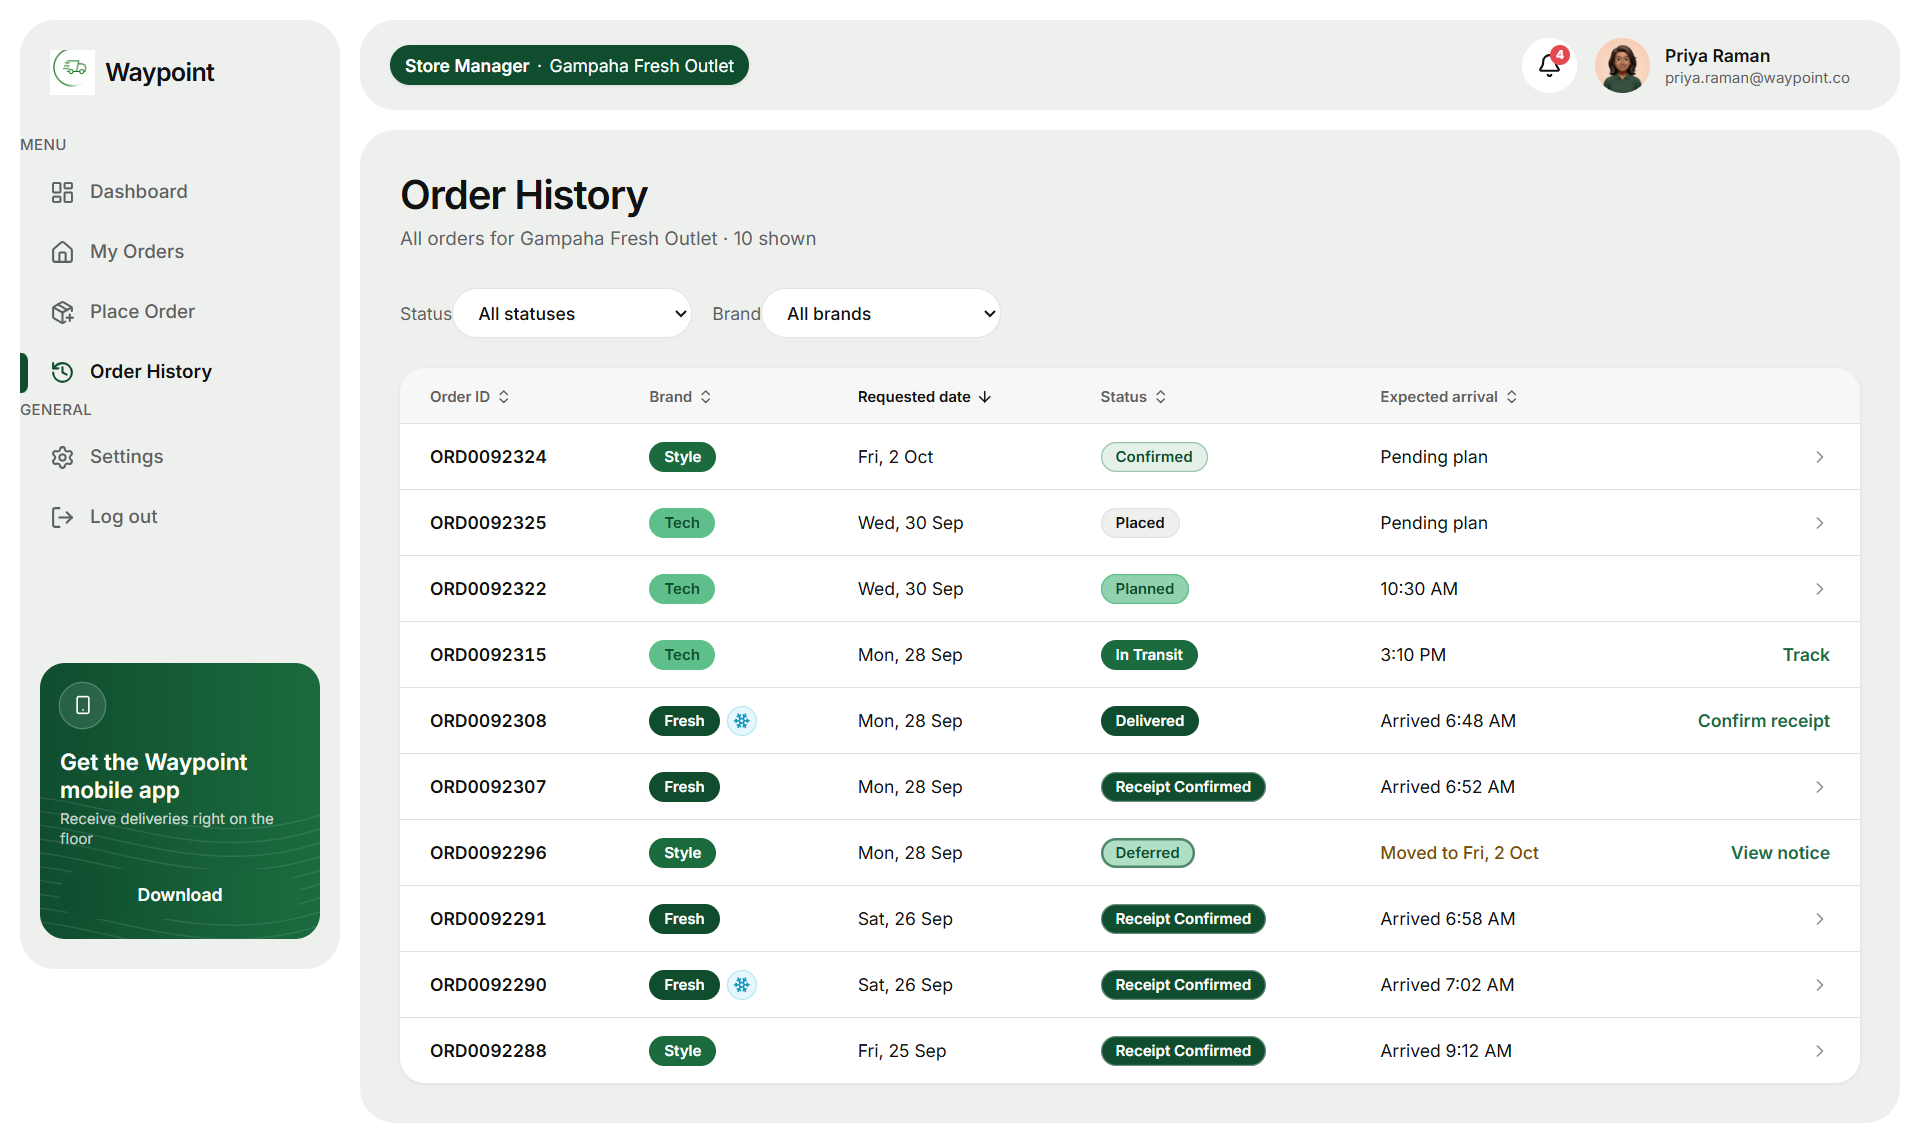 Waypoint
MENU
Dashboard
My Orders
Place Order
Order History
GENERAL
Settings
Log out
Get the Waypoint
mobile app
Receive deliveries right on the
floor
Download
Store Manager · Gampaha Fresh Outlet
4
Priya Raman
priya.raman@waypoint.co
Order History
All orders for Gampaha Fresh Outlet · 10 shown
Status All statuses Brand All brands
Order ID Brand Requested date Status Expected arrival
ORD0092324 Style Fri, 2 Oct Confirmed Pending plan
ORD0092325 Tech Wed, 30 Sep Placed Pending plan
ORD0092322 Tech Wed, 30 Sep Planned 10:30 AM
ORD0092315 Tech Mon, 28 Sep In Transit 3:10 PM Track
ORD0092308 Fresh Mon, 28 Sep Delivered Arrived 6:48 AM Confirm receipt
ORD0092307 Fresh Mon, 28 Sep Receipt Confirmed Arrived 6:52 AM
ORD0092296 Style Mon, 28 Sep Deferred Moved to Fri, 2 Oct View notice
ORD0092291 Fresh Sat, 26 Sep Receipt Confirmed Arrived 6:58 AM
ORD0092290 Fresh Sat, 26 Sep Receipt Confirmed Arrived 7:02 AM
ORD0092288 Style Fri, 25 Sep Receipt Confirmed Arrived 9:12 AM